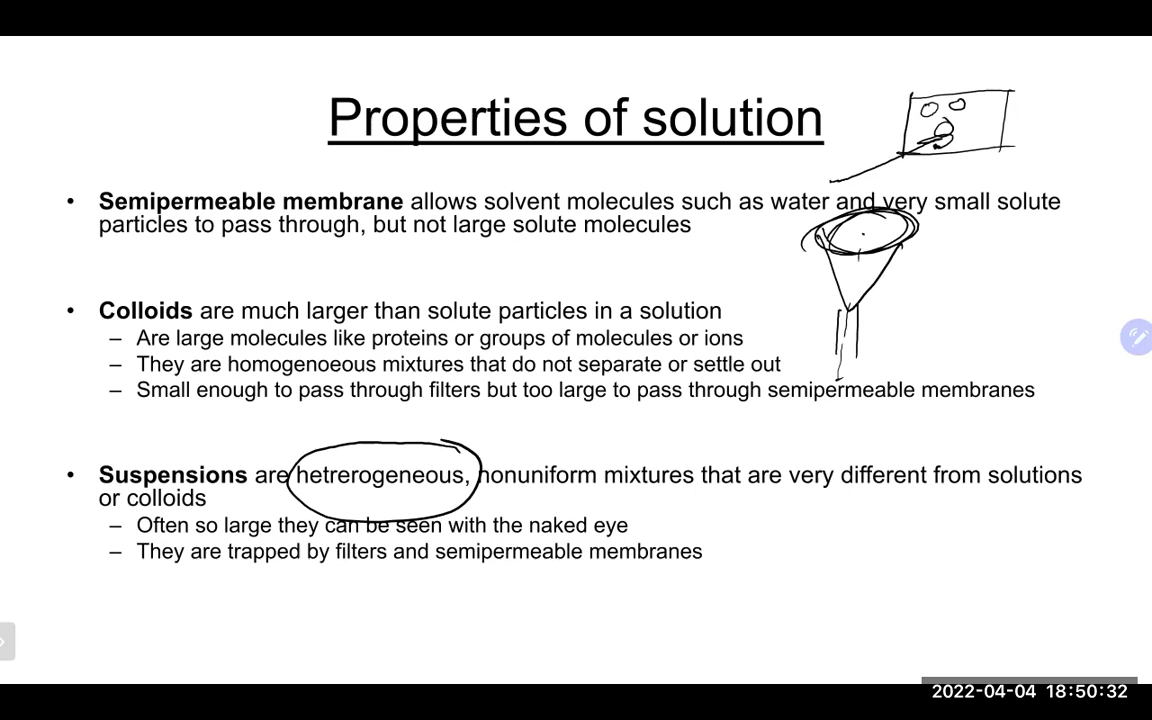 Properties of solution
• Semipermeable membrane allows solvent molecules such as water and very small solute
particles to pass through, but not large solute molecules
• Colloids are much larger than solute particles in a solution
– Are large molecules like proteins or groups of molecules or ions
– They are homogenoeous mixtures that do not separate or settle out
– Small enough to pass through filters but too large to pass through semipermeable membranes
• Suspensions are hetrerogeneous, nonuniform mixtures that are very different from solutions
or colloids
– Often so large they can be seen with the naked eye
– They are trapped by filters and semipermeable membranes
2022-04-04 18:50:32